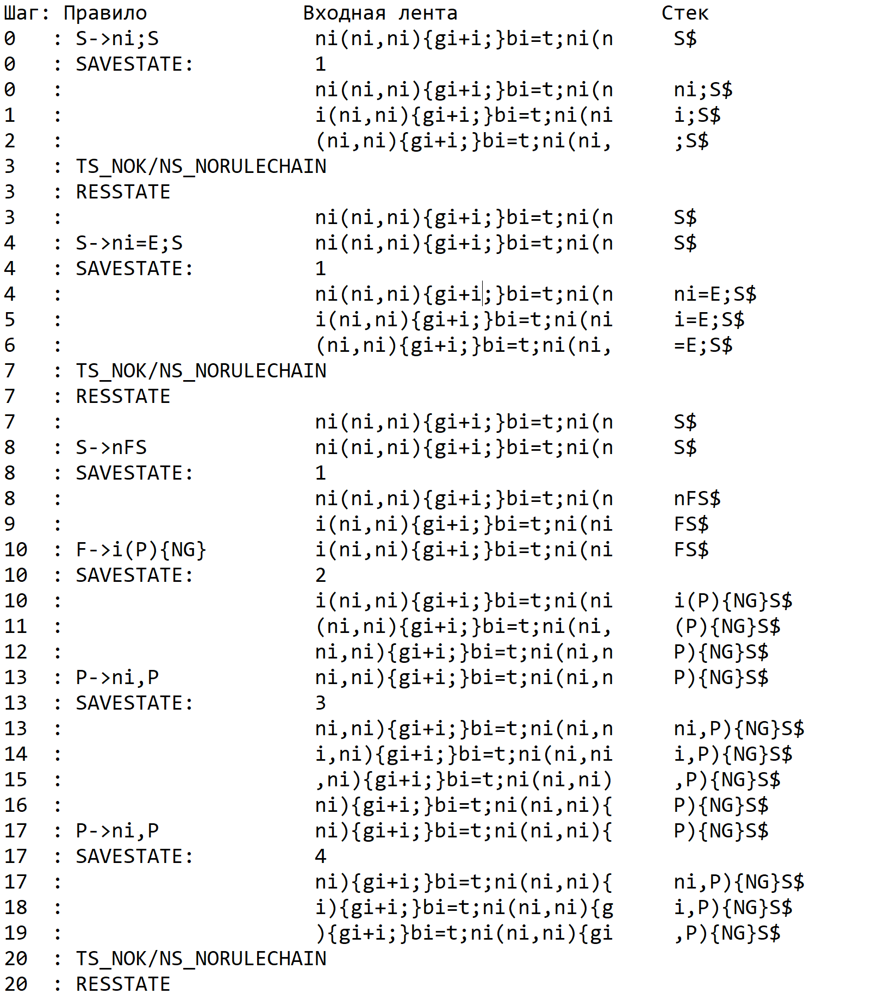 Шаг: Правило             Входная лента                 Стек
0   : S->ni;S             ni(ni,ni){gi+i;}bi=t;ni(n     S$
0   : SAVESTATE:          1
0   :                     ni(ni,ni){gi+i;}bi=t;ni(n     ni;S$
1   :                     i(ni,ni){gi+i;}bi=t;ni(ni     i;S$
2   :                     (ni,ni){gi+i;}bi=t;ni(ni,     ;S$
3   : TS_NOK/NS_NORULECHAIN
3   : RESSTATE
3   :                     ni(ni,ni){gi+i;}bi=t;ni(n     S$
4   : S->ni=E;S           ni(ni,ni){gi+i;}bi=t;ni(n     S$
4   : SAVESTATE:          1
4   :                     ni(ni,ni){gi+i;}bi=t;ni(n     ni=E;S$
5   :                     i(ni,ni){gi+i;}bi=t;ni(ni     i=E;S$
6   :                     (ni,ni){gi+i;}bi=t;ni(ni,     =E;S$
7   : TS_NOK/NS_NORULECHAIN
7   : RESSTATE
7   :                     ni(ni,ni){gi+i;}bi=t;ni(n     S$
8   : S->nFS              ni(ni,ni){gi+i;}bi=t;ni(n     S$
8   : SAVESTATE:          1
8   :                     ni(ni,ni){gi+i;}bi=t;ni(n     nFS$
9   :                     i(ni,ni){gi+i;}bi=t;ni(ni     FS$
10  : F->i(P){NG}         i(ni,ni){gi+i;}bi=t;ni(ni     FS$
10  : SAVESTATE:          2
10  :                     i(ni,ni){gi+i;}bi=t;ni(ni     i(P){NG}S$
11  :                     (ni,ni){gi+i;}bi=t;ni(ni,     (P){NG}S$
12  :                     ni,ni){gi+i;}bi=t;ni(ni,n     P){NG}S$
13  : P->ni,P             ni,ni){gi+i;}bi=t;ni(ni,n     P){NG}S$
13  : SAVESTATE:          3
13  :                     ni,ni){gi+i;}bi=t;ni(ni,n     ni,P){NG}S$
14  :                     i,ni){gi+i;}bi=t;ni(ni,ni     i,P){NG}S$
15  :                     ,ni){gi+i;}bi=t;ni(ni,ni)     ,P){NG}S$
16  :                     ni){gi+i;}bi=t;ni(ni,ni){     P){NG}S$
17  : P->ni,P             ni){gi+i;}bi=t;ni(ni,ni){     P){NG}S$
17  : SAVESTATE:          4
17  :                     ni){gi+i;}bi=t;ni(ni,ni){     ni,P){NG}S$
18  :                     i){gi+i;}bi=t;ni(ni,ni){g     i,P){NG}S$
19  :                     ){gi+i;}bi=t;ni(ni,ni){gi     ,P){NG}S$
20  : TS_NOK/NS_NORULECHAIN
20  : RESSTATE